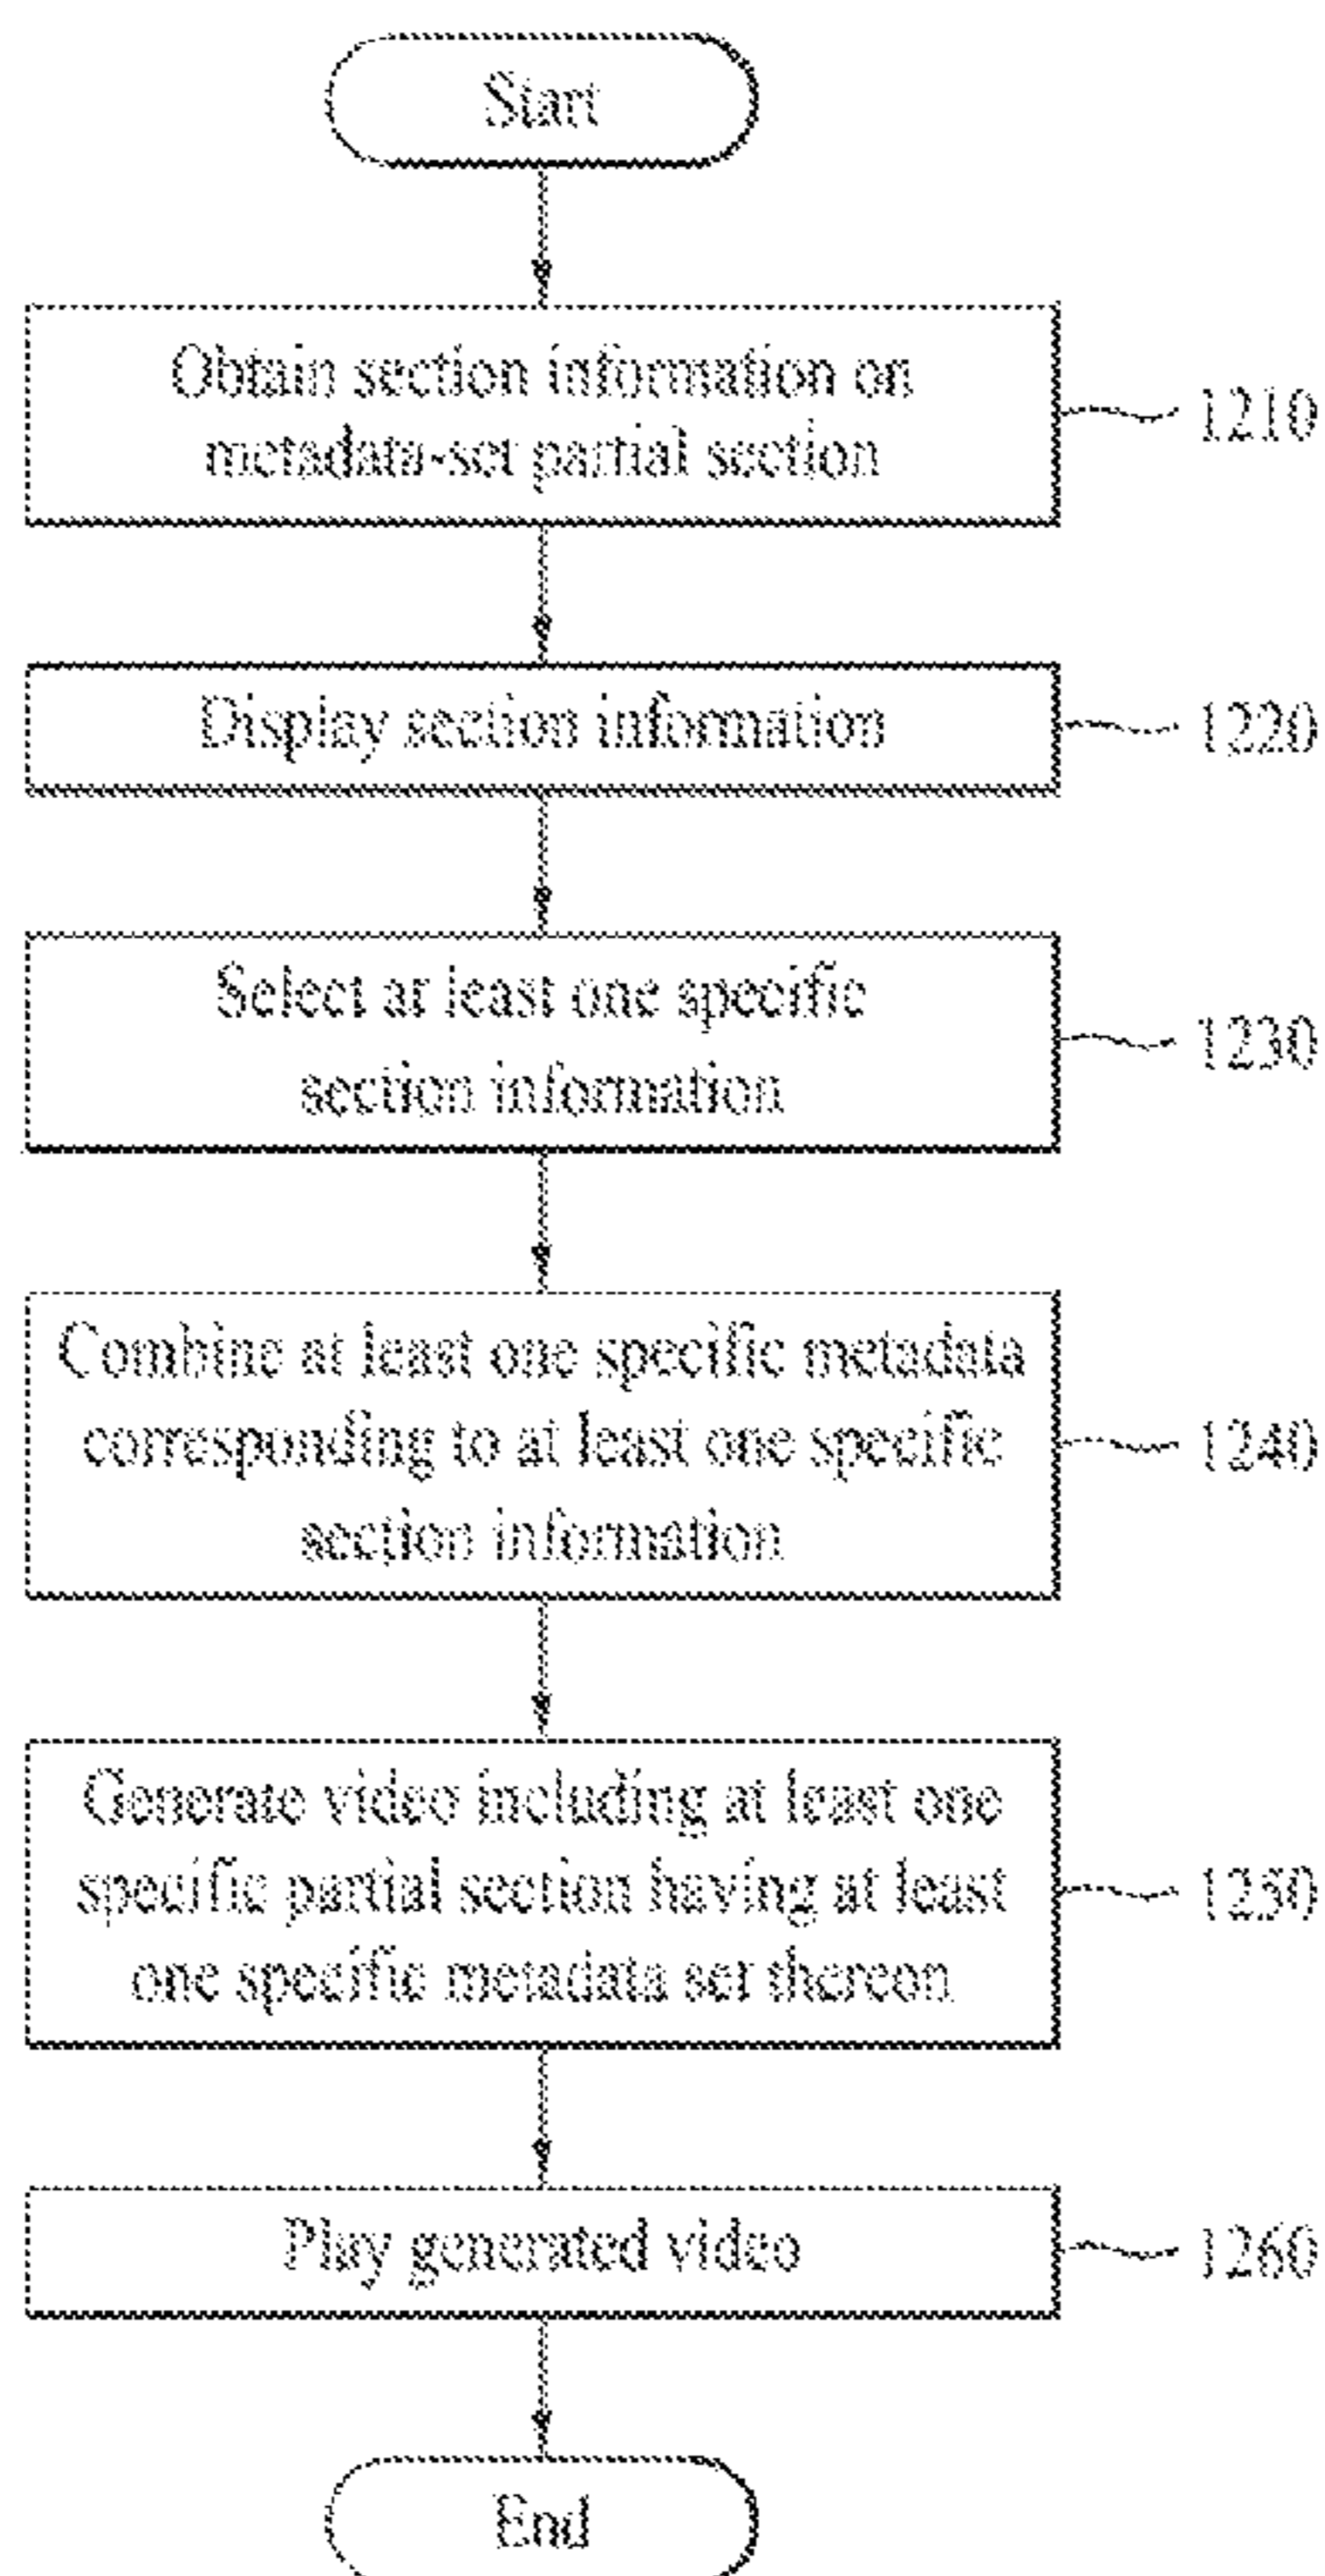 Start
Obtain section information on
metadata-set partial section
1210
Display section information
1220
Select at least one specific
section information
1230
Combine at least one specific metadata
corresponding to at least one specific
section information
1240
Generate video including at least one
specific partial section having at least
one specific metadata set thereon
1250
Play generated video
1260
End